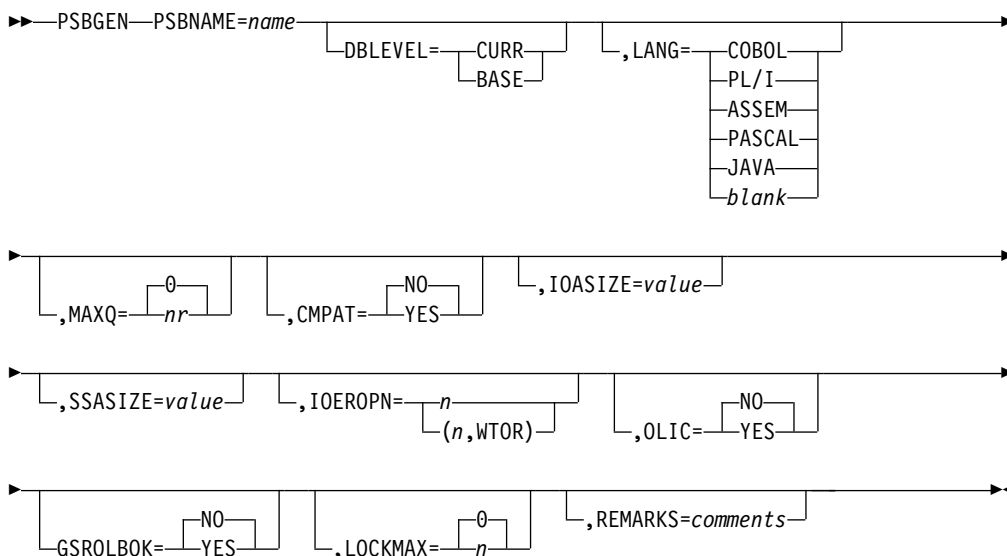 PSBGEN PSBNAME=name
DBLEVEL= CURR
BASE
,LANG= COBOL
PL/I
ASSEM
PASCAL
JAVA
blank
,MAXQ= 0
nr
,CMPAT= NO
YES
,IOASIZE=value
,SSASIZE=value
,IOEROPN= n
(n,WTOR)
,OLIC= NO
YES
GSROLBOK= NO
YES
,LOCKMAX= 0
n
,REMARKS=comments